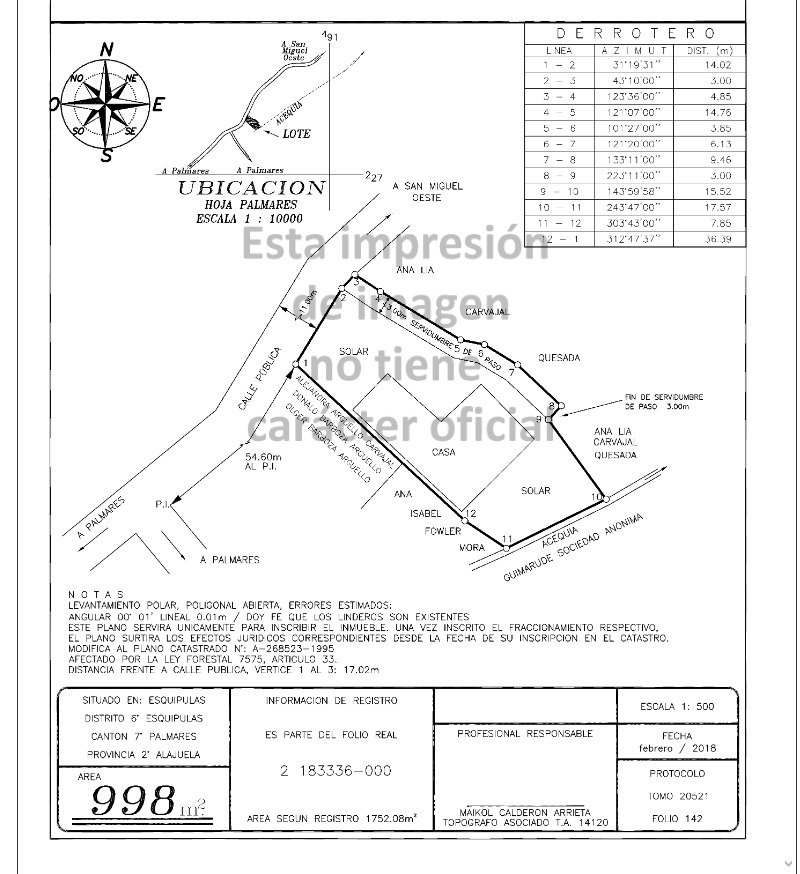 DERROTERO
LINEA AZIMUT DIST. (m)
1 - 2 31°19'31" 14.02
2 - 3 43°10'00" 3.00
3 - 4 123°36'00" 4.85
4 - 5 121°07'00" 14.76
5 - 6 101°27'00" 3.85
6 - 7 121°20'00" 6.13
7 - 8 133°11'00" 9.46
8 - 9 223°11'00" 3.00
9 - 10 143°59'58" 15.52
10 - 11 243°47'00" 17.57
11 - 12 303°43'00" 7.85
12 - 1 312°47'37" 36.39
N
NO NE
O E
SO SE
S
491
A San Miguel Oeste
ACEQUIA
LOTE
A Palmares A Palmares
227
UBICACION
HOJA PALMARES
ESCALA 1 : 10000
A SAN MIGUEL
OESTE
Esta impresión
de imagen
no tiene
carácter oficial
ANA LIA
CARVAJAL
QUESADA
3
2
4
11.00m
3.00m SERVIDUMBRE DE PASO
5
6
7
8
9
SOLAR
1
CALLE PUBLICA
ALEJANDRA ARGUELLO CARVAJAL
DONALD BARBOZA ARGUELLO
OLGER BARBOZA ARGUELLO
FIN DE SERVIDUMBRE
DE PASO 3.00m
ANA LIA
CARVAJAL
QUESADA
CASA
54.60m
AL P.I.
SOLAR
10
ANA
ISABEL
FOWLER
MORA
12
11
P.I.
A PALMARES
A PALMARES
ACEQUIA
GUIMARUDE SOCIEDAD ANONIMA
NOTAS
LEVANTAMIENTO POLAR, POLIGONAL ABIERTA, ERRORES ESTIMADOS:
ANGULAR 00° 01' LINEAL 0.01m / DOY FE QUE LOS LINDEROS SON EXISTENTES
ESTE PLANO SERVIRA UNICAMENTE PARA INSCRIBIR EL INMUEBLE. UNA VEZ INSCRITO EL FRACCIONAMIENTO RESPECTIVO,
EL PLANO SURTIRA LOS EFECTOS JURIDICOS CORRESPONDIENTES DESDE LA FECHA DE SU INSCRIPCION EN EL CATASTRO.
MODIFICA AL PLANO CATASTRADO N°: A-268523-1995
AFECTADO POR LA LEY FORESTAL 7575, ARTICULO 33.
DISTANCIA FRENTE A CALLE PUBLICA, VERTICE 1 AL 3: 17.02m
SITUADO EN: ESQUIPULAS
DISTRITO 6° ESQUIPULAS
CANTON 7° PALMARES
PROVINCIA 2° ALAJUELA
AREA
998 m²
INFORMACION DE REGISTRO
ES PARTE DEL FOLIO REAL
2 183336-000
AREA SEGUN REGISTRO 1752.08m²
PROFESIONAL RESPONSABLE
MAIKOL CALDERON ARRIETA
TOPOGRAFO ASOCIADO T.A. 14120
ESCALA 1: 500
FECHA
febrero / 2018
PROTOCOLO
TOMO 20521
FOLIO 142